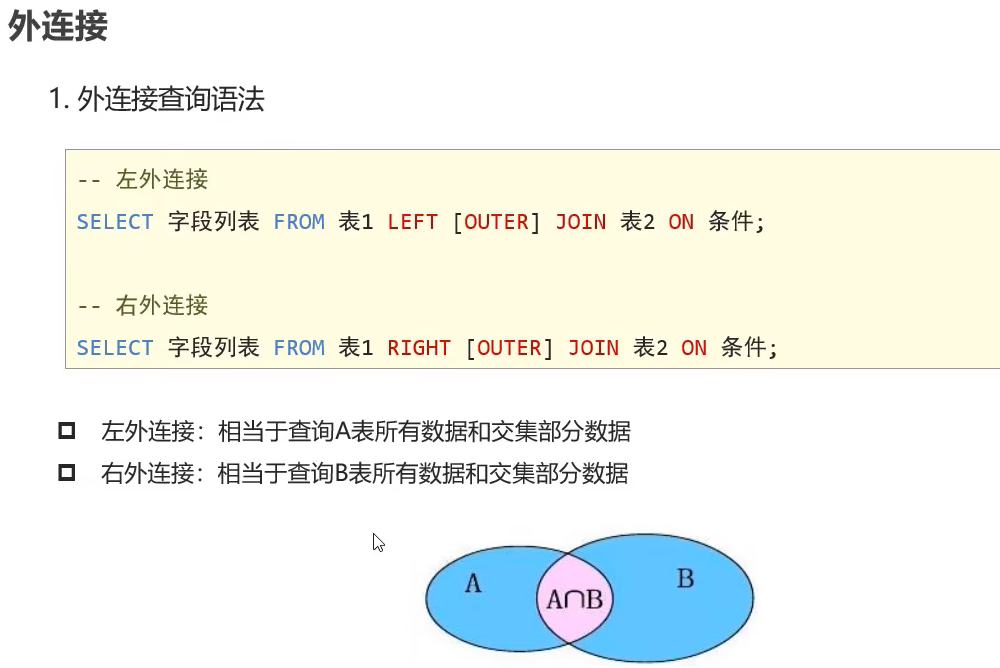 外连接
1. 外连接查询语法
-- 左外连接
SELECT 字段列表 FROM 表1 LEFT [OUTER] JOIN 表2 ON 条件;
-- 右外连接
SELECT 字段列表 FROM 表1 RIGHT [OUTER] JOIN 表2 ON 条件;
左外连接：相当于查询A表所有数据和交集部分数据
右外连接：相当于查询B表所有数据和交集部分数据
A
A∩B
B